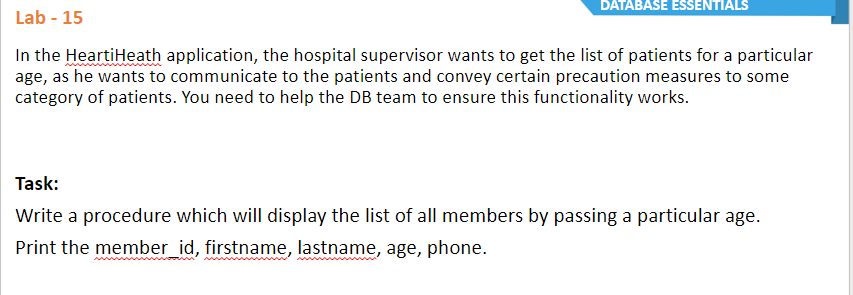 DATABASE ESSENTIALS
Lab - 15
In the HeartiHeath application, the hospital supervisor wants to get the list of patients for a particular
age, as he wants to communicate to the patients and convey certain precaution measures to some
category of patients. You need to help the DB team to ensure this functionality works.
Task:
Write a procedure which will display the list of all members by passing a particular age.
Print the member_id, firstname, lastname, age, phone.